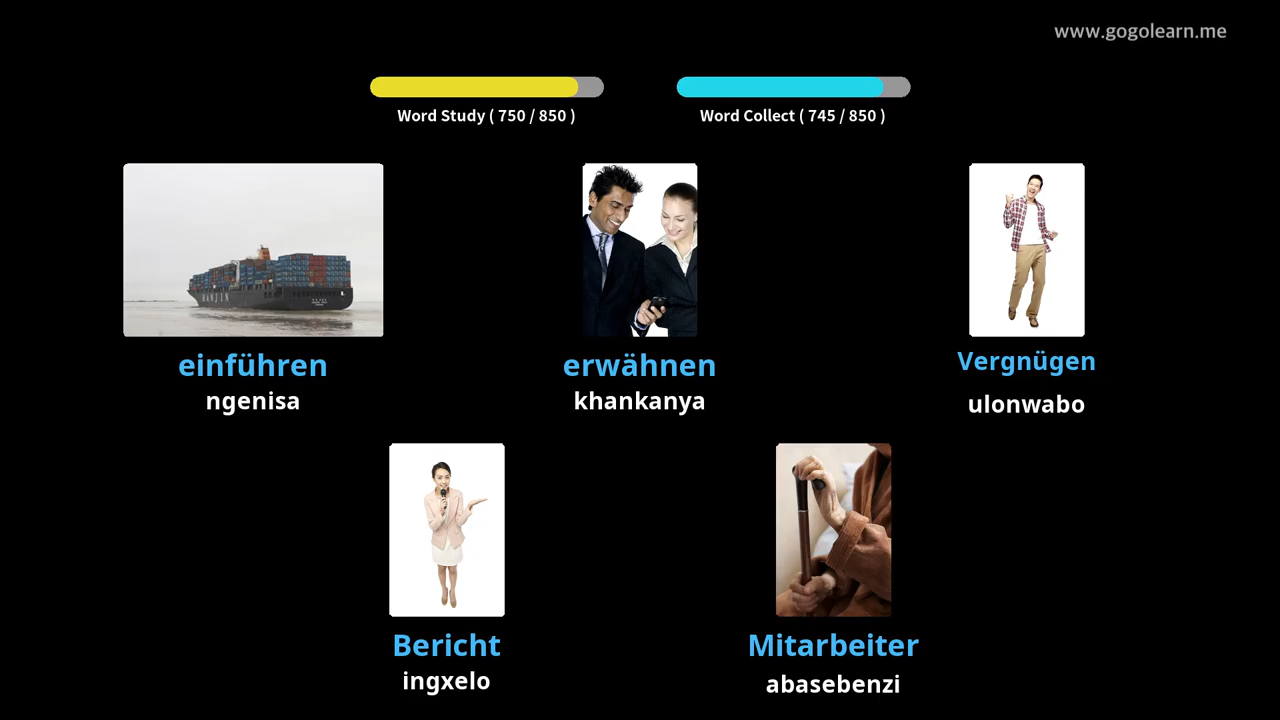 www.gogolearn.me
Word Study ( 750 / 850 )
Word Collect ( 745 / 850 )
einführen
ngenisa
erwähnen
khankanya
Vergnügen
ulonwabo
Bericht
ingxelo
Mitarbeiter
abasebenzi